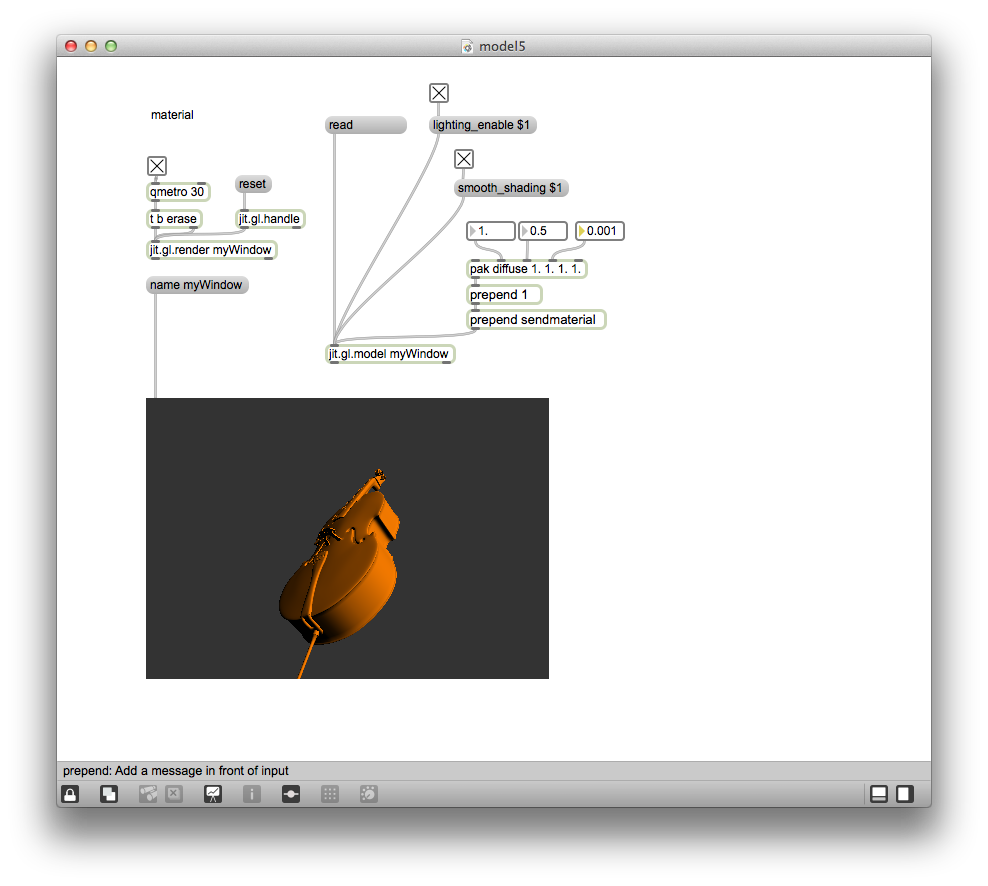 model5
material
read
lighting_enable $1
smooth_shading $1
qmetro 30
reset
t b erase
jit.gl.handle
jit.gl.render myWindow
name myWindow
1.
0.5
0.001
pak diffuse 1. 1. 1. 1.
prepend 1
prepend sendmaterial
jit.gl.model myWindow
prepend: Add a message in front of input